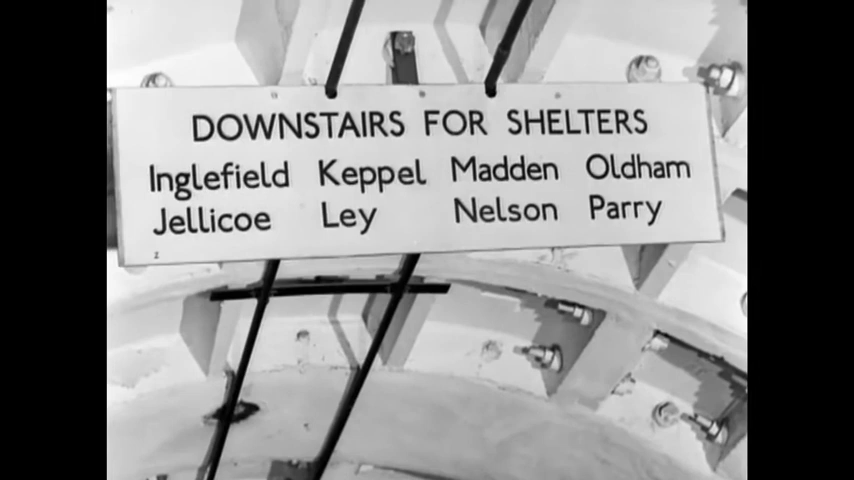 DOWNSTAIRS FOR SHELTERS
Inglefield Keppel Madden Oldham
Jellicoe Ley Nelson Parry
z